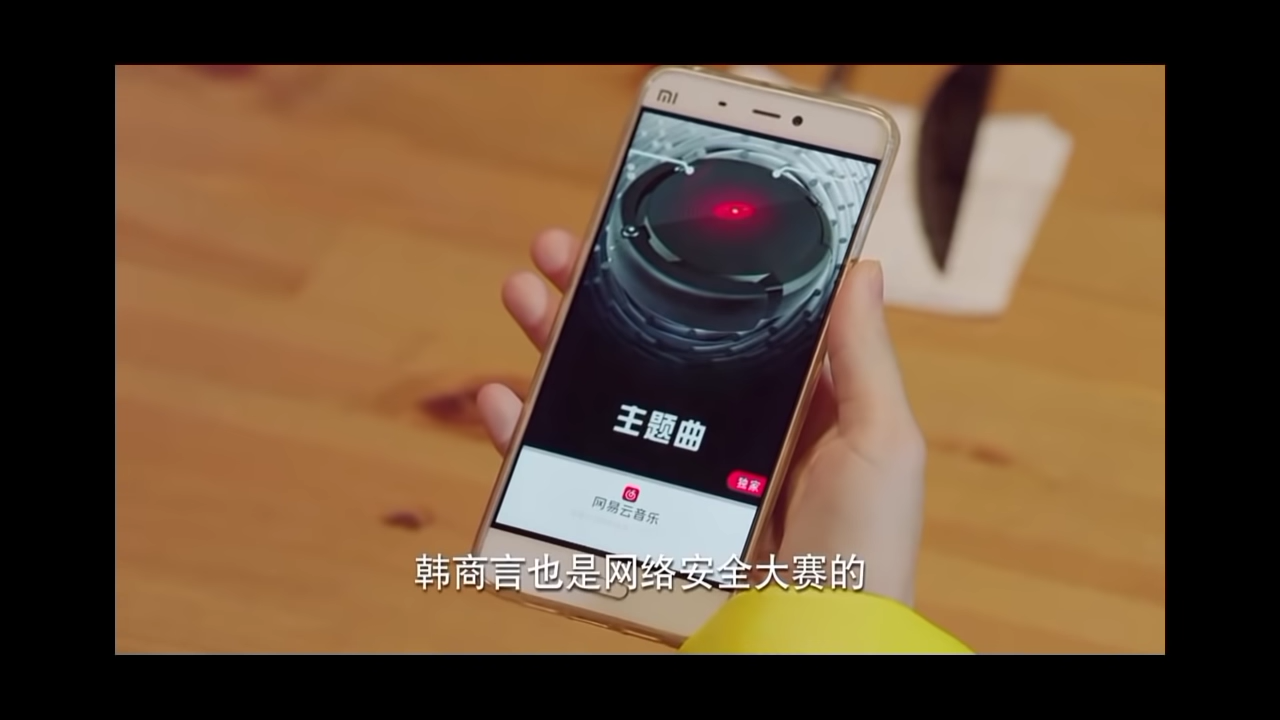 mi
主题曲
独家
网易云音乐
韩商言也是网络安全大赛的